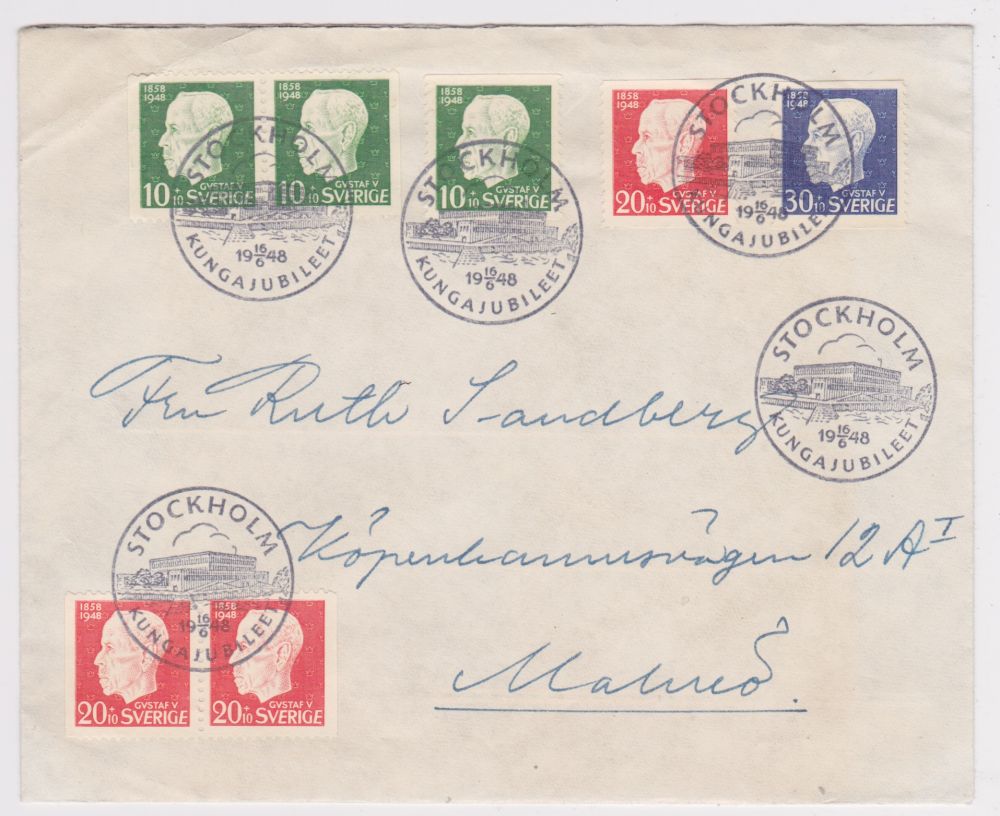 1858 1948 10+10 GVSTAF V SVERIGE
1858 1948 10+10 GVSTAF V SVERIGE
1858 1948 10+10 GVSTAF V SVERIGE
1858 1948 20+10 GVSTAF V SVERIGE
1858 1948 30+10 GVSTAF V SVERIGE
STOCKHOLM 19 16/6 48 KUNGAJUBILEET
STOCKHOLM 19 16/6 48 KUNGAJUBILEET
STOCKHOLM 19 16/6 48 KUNGAJUBILEET
STOCKHOLM 19 16/6 48 KUNGAJUBILEET
Fru Ruth Sandberg
Köpenhamnsvägen 12 A I
Malmö.
STOCKHOLM 19 16/6 48 KUNGAJUBILEET
1858 1948 20+10 GVSTAF V SVERIGE
1858 1948 20+10 GVSTAF V SVERIGE